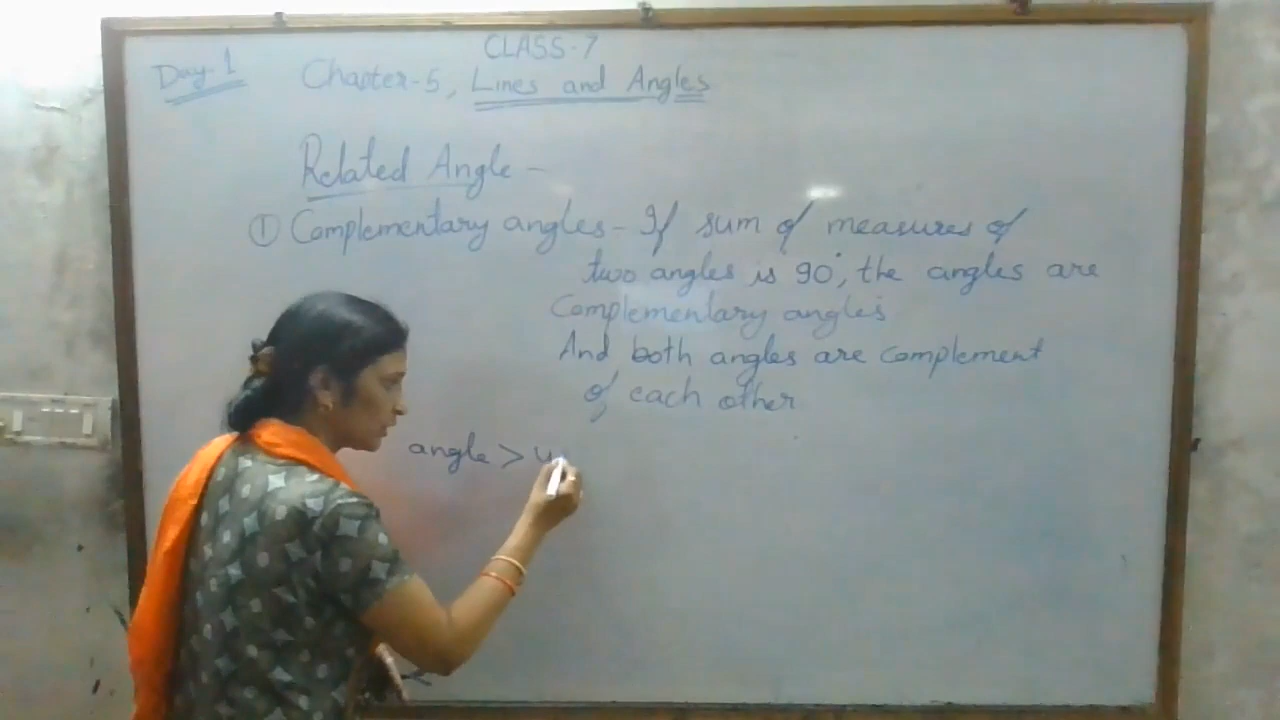 CLASS-7
Day-1
Chapter-5, Lines and Angles
Related Angle -
① Complementary angles - If sum of measures of
two angles is 90°, the angles are
Complementary angles
And both angles are complement
of each other
angle > 4